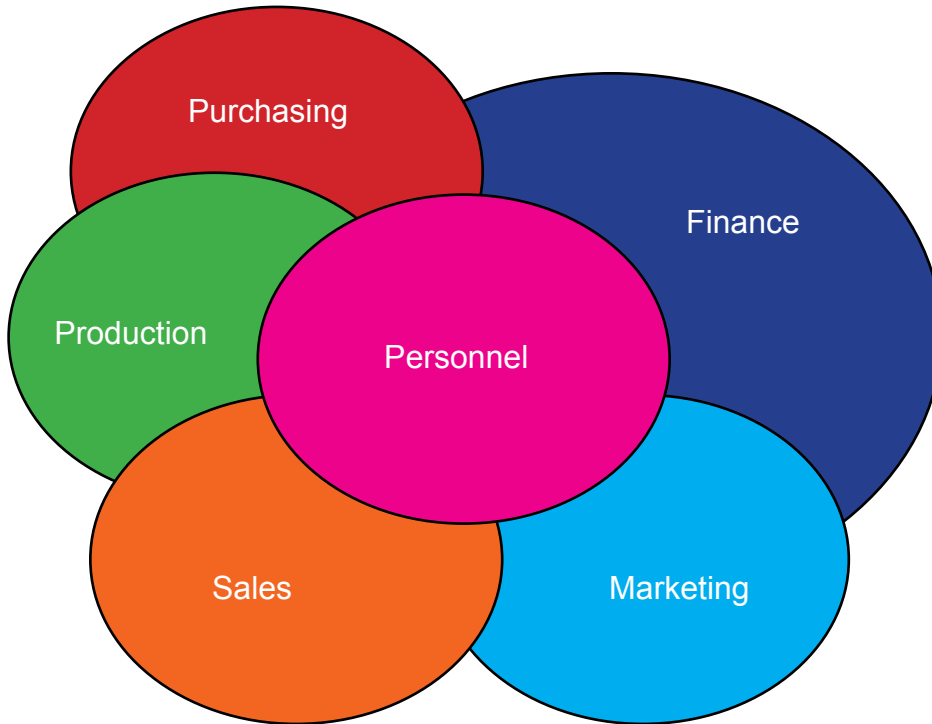 Purchasing
Finance
Production
Personnel
Sales
Marketing